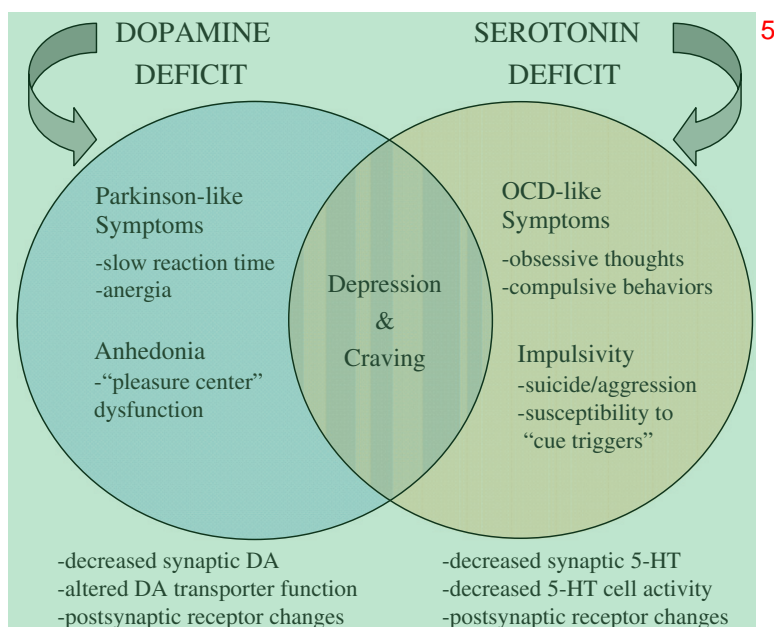 DOPAMINE
DEFICIT
SEROTONIN
DEFICIT
5
Parkinson-like
Symptoms
-slow reaction time
-anergia
Anhedonia
-“pleasure center”
dysfunction
Depression
&
Craving
OCD-like
Symptoms
-obsessive thoughts
-compulsive behaviors
Impulsivity
-suicide/aggression
-susceptibility to
“cue triggers”
-decreased synaptic DA
-altered DA transporter function
-postsynaptic receptor changes
-decreased synaptic 5-HT
-decreased 5-HT cell activity
-postsynaptic receptor changes